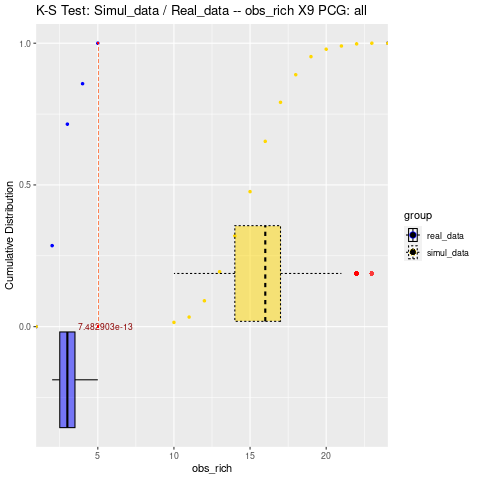 K-S Test: Simul_data / Real_data -- obs_rich X9 PCG: all
1.0
0.5
0.0
Cumulative Distribution
7.482903e-13
5
10
15
20
obs_rich
group
real_data
simul_data